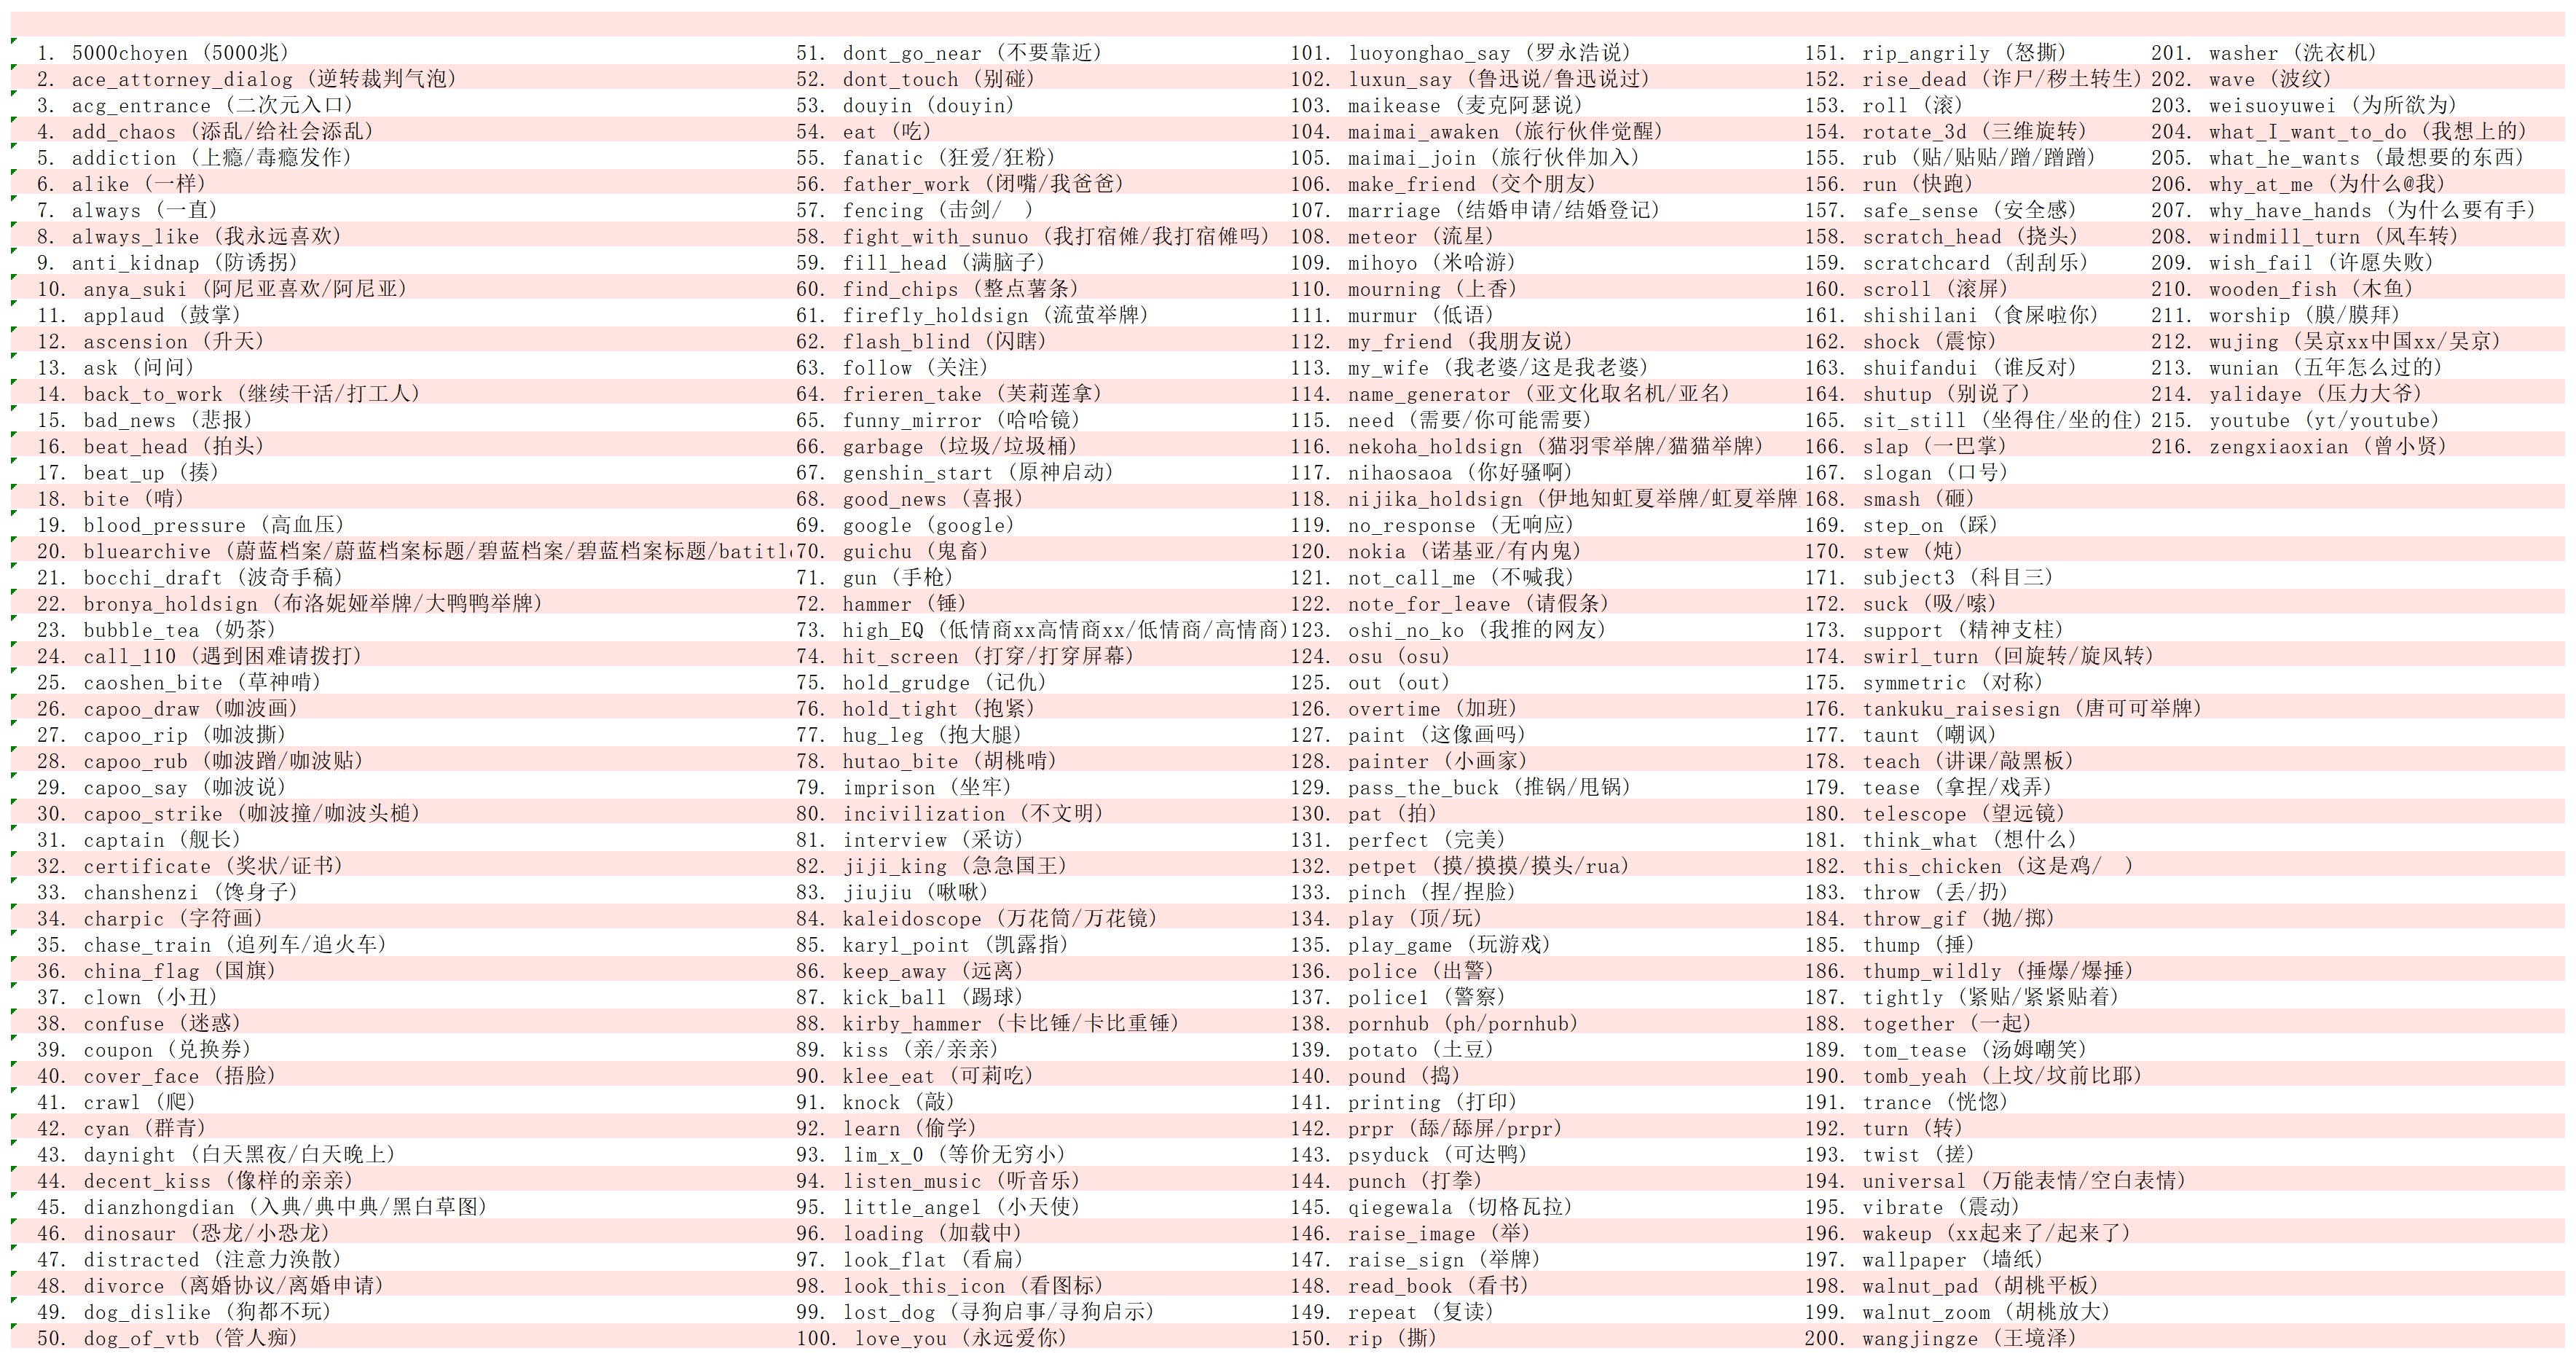 1. 5000choyen (5000兆)
2. ace_attorney_dialog (逆转裁判气泡)
3. acg_entrance (二次元入口)
4. add_chaos (添乱/给社会添乱)
5. addiction (上瘾/毒瘾发作)
6. alike (一样)
7. always (一直)
8. always_like (我永远喜欢)
9. anti_kidnap (防诱拐)
10. anya_suki (阿尼亚喜欢/阿尼亚)
11. applaud (鼓掌)
12. ascension (升天)
13. ask (问问)
14. back_to_work (继续干活/打工人)
15. bad_news (悲报)
16. beat_head (拍头)
17. beat_up (揍)
18. bite (啃)
19. blood_pressure (高血压)
20. bluearchive (蔚蓝档案/蔚蓝档案标题/碧蓝档案/碧蓝档案标题/batitl
21. bocchi_draft (波奇手稿)
22. bronya_holdsign (布洛妮娅举牌/大鸭鸭举牌)
23. bubble_tea (奶茶)
24. call_110 (遇到困难请拨打)
25. caoshen_bite (草神啃)
26. capoo_draw (咖波画)
27. capoo_rip (咖波撕)
28. capoo_rub (咖波蹭/咖波贴)
29. capoo_say (咖波说)
30. capoo_strike (咖波撞/咖波头槌)
31. captain (舰长)
32. certificate (奖状/证书)
33. chanshenzi (馋身子)
34. charpic (字符画)
35. chase_train (追列车/追火车)
36. china_flag (国旗)
37. clown (小丑)
38. confuse (迷惑)
39. coupon (兑换券)
40. cover_face (捂脸)
41. crawl (爬)
42. cyan (群青)
43. daynight (白天黑夜/白天晚上)
44. decent_kiss (像样的亲亲)
45. dianzhongdian (入典/典中典/黑白草图)
46. dinosaur (恐龙/小恐龙)
47. distracted (注意力涣散)
48. divorce (离婚协议/离婚申请)
49. dog_dislike (狗都不玩)
50. dog_of_vtb (管人痴)
51. dont_go_near (不要靠近)
52. dont_touch (别碰)
53. douyin (douyin)
54. eat (吃)
55. fanatic (狂爱/狂粉)
56. father_work (闭嘴/我爸爸)
57. fencing (击剑/ )
58. fight_with_sunuo (我打宿傩/我打宿傩吗)
59. fill_head (满脑子)
60. find_chips (整点薯条)
61. firefly_holdsign (流萤举牌)
62. flash_blind (闪瞎)
63. follow (关注)
64. frieren_take (芙莉莲拿)
65. funny_mirror (哈哈镜)
66. garbage (垃圾/垃圾桶)
67. genshin_start (原神启动)
68. good_news (喜报)
69. google (google)
70. guichu (鬼畜)
71. gun (手枪)
72. hammer (锤)
73. high_EQ (低情商xx高情商xx/低情商/高情商)
74. hit_screen (打穿/打穿屏幕)
75. hold_grudge (记仇)
76. hold_tight (抱紧)
77. hug_leg (抱大腿)
78. hutao_bite (胡桃啃)
79. imprison (坐牢)
80. incivilization (不文明)
81. interview (采访)
82. jiji_king (急急国王)
83. jiujiu (啾啾)
84. kaleidoscope (万花筒/万花镜)
85. karyl_point (凯露指)
86. keep_away (远离)
87. kick_ball (踢球)
88. kirby_hammer (卡比锤/卡比重锤)
89. kiss (亲/亲亲)
90. klee_eat (可莉吃)
91. knock (敲)
92. learn (偷学)
93. lim_x_0 (等价无穷小)
94. listen_music (听音乐)
95. little_angel (小天使)
96. loading (加载中)
97. look_flat (看扁)
98. look_this_icon (看图标)
99. lost_dog (寻狗启事/寻狗启示)
100. love_you (永远爱你)
101. luoyonghao_say (罗永浩说)
102. luxun_say (鲁迅说/鲁迅说过)
103. maikease (麦克阿瑟说)
104. maimai_awaken (旅行伙伴觉醒)
105. maimai_join (旅行伙伴加入)
106. make_friend (交个朋友)
107. marriage (结婚申请/结婚登记)
108. meteor (流星)
109. mihoyo (米哈游)
110. mourning (上香)
111. murmur (低语)
112. my_friend (我朋友说)
113. my_wife (我老婆/这是我老婆)
114. name_generator (亚文化取名机/亚名)
115. need (需要/你可能需要)
116. nekoha_holdsign (猫羽雫举牌/猫猫举牌)
117. nihaosaoa (你好骚啊)
118. nijika_holdsign (伊地知虹夏举牌/虹夏举牌
119. no_response (无响应)
120. nokia (诺基亚/有内鬼)
121. not_call_me (不喊我)
122. note_for_leave (请假条)
123. oshi_no_ko (我推的网友)
124. osu (osu)
125. out (out)
126. overtime (加班)
127. paint (这像画吗)
128. painter (小画家)
129. pass_the_buck (推锅/甩锅)
130. pat (拍)
131. perfect (完美)
132. petpet (摸/摸摸/摸头/rua)
133. pinch (捏/捏脸)
134. play (顶/玩)
135. play_game (玩游戏)
136. police (出警)
137. police1 (警察)
138. pornhub (ph/pornhub)
139. potato (土豆)
140. pound (捣)
141. printing (打印)
142. prpr (舔/舔屏/prpr)
143. psyduck (可达鸭)
144. punch (打拳)
145. qiegewala (切格瓦拉)
146. raise_image (举)
147. raise_sign (举牌)
148. read_book (看书)
149. repeat (复读)
150. rip (撕)
151. rip_angrily (怒撕)
152. rise_dead (诈尸/秽土转生)
153. roll (滚)
154. rotate_3d (三维旋转)
155. rub (贴/贴贴/蹭/蹭蹭)
156. run (快跑)
157. safe_sense (安全感)
158. scratch_head (挠头)
159. scratchcard (刮刮乐)
160. scroll (滚屏)
161. shishilani (食屎啦你)
162. shock (震惊)
163. shuifandui (谁反对)
164. shutup (别说了)
165. sit_still (坐得住/坐的住)
166. slap (一巴掌)
167. slogan (口号)
168. smash (砸)
169. step_on (踩)
170. stew (炖)
171. subject3 (科目三)
172. suck (吸/嗦)
173. support (精神支柱)
174. swirl_turn (回旋转/旋风转)
175. symmetric (对称)
176. tankuku_raisesign (唐可可举牌)
177. taunt (嘲讽)
178. teach (讲课/敲黑板)
179. tease (拿捏/戏弄)
180. telescope (望远镜)
181. think_what (想什么)
182. this_chicken (这是鸡/ )
183. throw (丢/扔)
184. throw_gif (抛/掷)
185. thump (捶)
186. thump_wildly (捶爆/爆捶)
187. tightly (紧贴/紧紧贴着)
188. together (一起)
189. tom_tease (汤姆嘲笑)
190. tomb_yeah (上坟/坟前比耶)
191. trance (恍惚)
192. turn (转)
193. twist (搓)
194. universal (万能表情/空白表情)
195. vibrate (震动)
196. wakeup (xx起来了/起来了)
197. wallpaper (墙纸)
198. walnut_pad (胡桃平板)
199. walnut_zoom (胡桃放大)
200. wangjingze (王境泽)
201. washer (洗衣机)
202. wave (波纹)
203. weisuoyuwei (为所欲为)
204. what_I_want_to_do (我想上的)
205. what_he_wants (最想要的东西)
206. why_at_me (为什么@我)
207. why_have_hands (为什么要有手)
208. windmill_turn (风车转)
209. wish_fail (许愿失败)
210. wooden_fish (木鱼)
211. worship (膜/膜拜)
212. wujing (吴京xx中国xx/吴京)
213. wunian (五年怎么过的)
214. yalidaye (压力大爷)
215. youtube (yt/youtube)
216. zengxiaoxian (曾小贤)